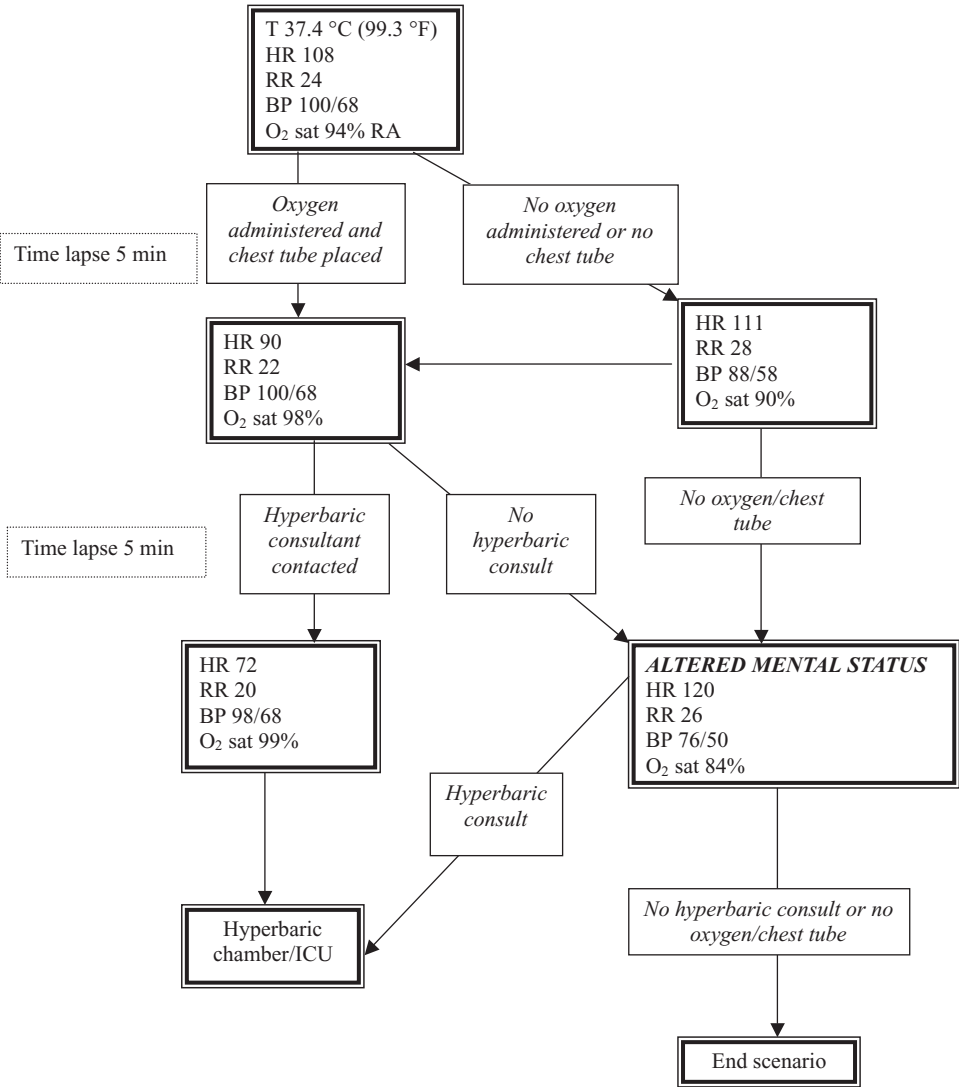 T 37.4 °C (99.3 °F)
HR 108
RR 24
BP 100/68
O₂ sat 94% RA
Oxygen
administered and
chest tube placed
No oxygen
administered or no
chest tube
Time lapse 5 min
HR 90
RR 22
BP 100/68
O₂ sat 98%
HR 111
RR 28
BP 88/58
O₂ sat 90%
Hyperbaric
consultant
contacted
No
hyperbaric
consult
No oxygen/chest
tube
Time lapse 5 min
HR 72
RR 20
BP 98/68
O₂ sat 99%
ALTERED MENTAL STATUS
HR 120
RR 26
BP 76/50
O₂ sat 84%
Hyperbaric
consult
Hyperbaric
chamber/ICU
No hyperbaric consult or no
oxygen/chest tube
End scenario